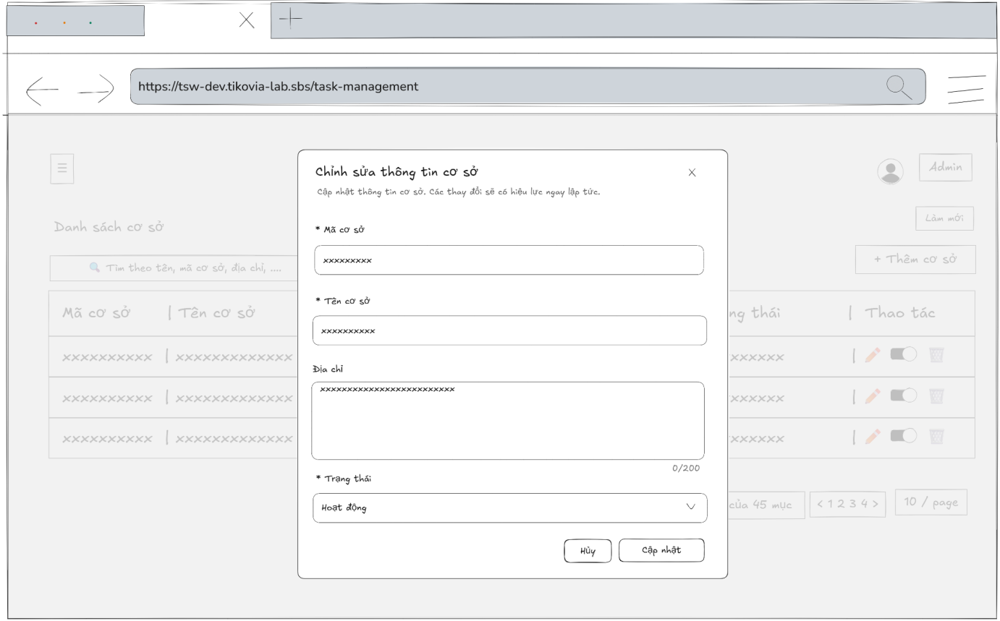 https://tsw-dev.tikovia-lab.sbs/task-management
Chỉnh sửa thông tin cơ sở
Cập nhật thông tin cơ sở. Các thay đổi sẽ có hiệu lực ngay lập tức.
Admin
Danh sách cơ sở
Làm mới
* Mã cơ sở
🔍 Tìm theo tên, mã cơ sở, địa chỉ, ....
xxxxxxxxx
+ Thêm cơ sở
* Tên cơ sở
Mã cơ sở | Tên cơ sở
ng thái | Thao tác
xxxxxxxxxx
xxxxxxxxxx | xxxxxxxxxxxxx
xxxxxx |
Địa chỉ
xxxxxxxxxxxxxxxxxxxxxxxxx
xxxxxxxxxx | xxxxxxxxxxxxx
xxxxxx |
xxxxxxxxxx | xxxxxxxxxxxxx
xxxxxx |
0/200
* Trạng thái
Hoạt động
của 45 mục
< 1 2 3 4 >
10 / page
Hủy
Cập nhật